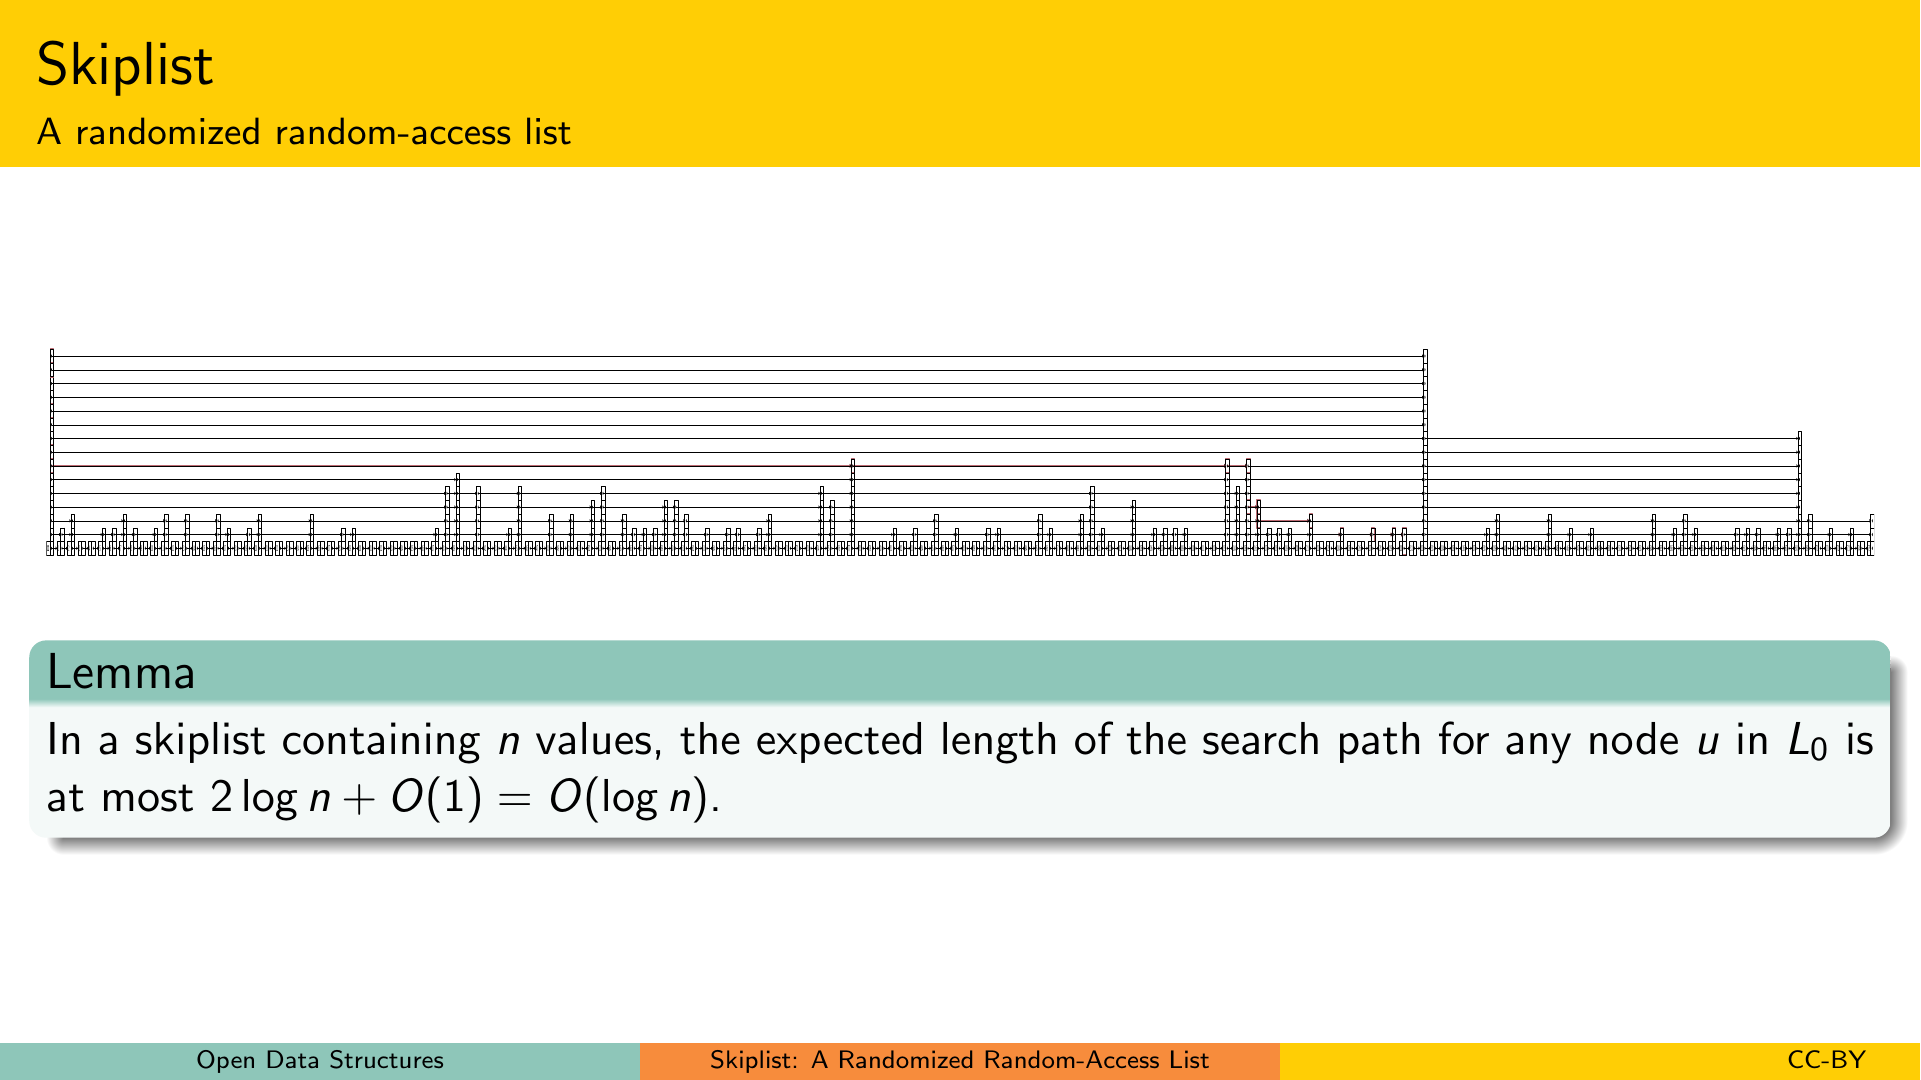 Skiplist
A randomized random-access list
Lemma
In a skiplist containing n values, the expected length of the search path for any node u in L₀ is
at most 2 log n + O(1) = O(log n).
Open Data Structures
Skiplist: A Randomized Random-Access List
CC-BY